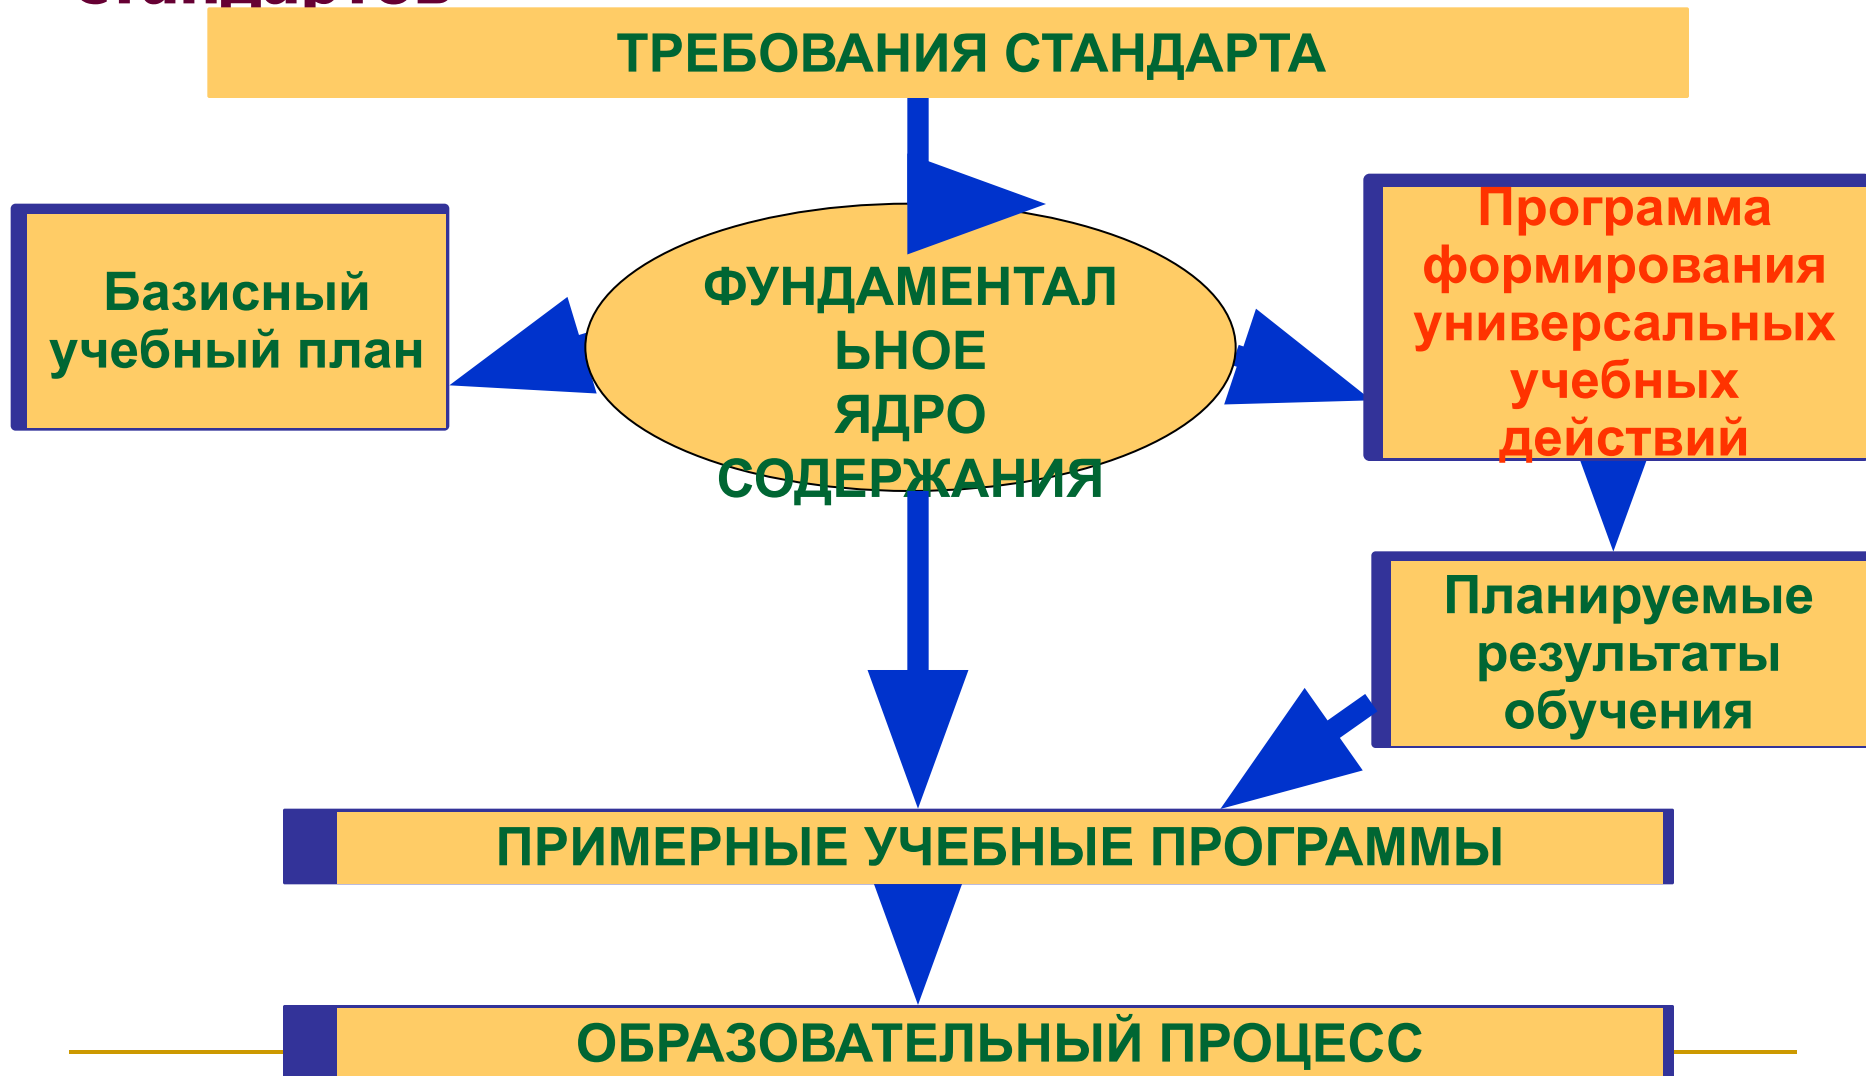 ТРЕБОВАНИЯ СТАНДАРТА
Базисный
учебный план
ФУНДАМЕНТАЛ
ЬНОЕ
ЯДРО
СОДЕРЖАНИЯ
Программа
формирования
универсальных
учебных
действий
Планируемые
результаты
обучения
ПРИМЕРНЫЕ УЧЕБНЫЕ ПРОГРАММЫ
ОБРАЗОВАТЕЛЬНЫЙ ПРОЦЕСС